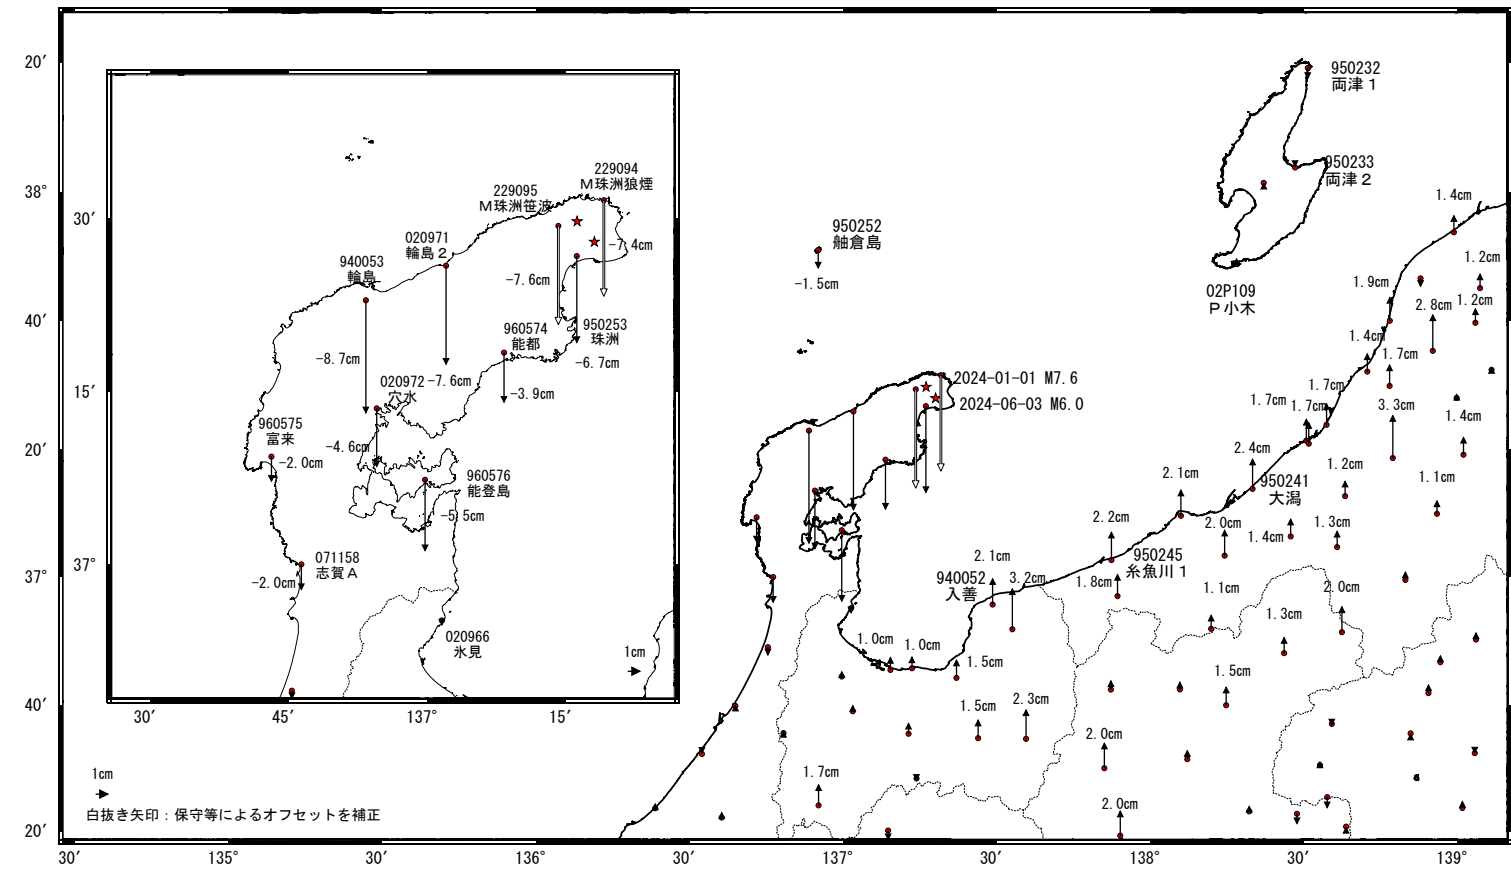 20′
38°
40′
20′
37°
40′
20′
30′
135°
30′
136°
30′
137°
30′
138°
30′
139°
30′
15′
37°
30′
45′
137°
15′
229094
Ｍ珠洲狼煙
229095
Ｍ珠洲笹波
020971
輪島２
940053
輪島
-7.4cm
-7.6cm
960574
能都
950253
珠洲
-8.7cm
-6.7cm
020972
穴水
-7.6cm
-3.9cm
960575
富来
-4.6cm
-2.0cm
960576
能登島
-5.5cm
071158
志賀Ａ
-2.0cm
020966
氷見
1cm
1cm
白抜き矢印：保守等によるオフセットを補正
950232
両津１
950233
両津２
950252
舳倉島
-1.5cm
02P109
Ｐ小木
2024-01-01 M7.6
2024-06-03 M6.0
1.4cm
1.2cm
1.9cm
2.8cm
1.2cm
1.4cm
1.7cm
1.7cm
1.7cm
1.7cm
3.3cm
1.4cm
2.4cm
1.2cm
2.1cm
950241
大潟
1.1cm
2.2cm
2.0cm
1.4cm
1.3cm
2.1cm
950245
糸魚川１
940052
入善
3.2cm
1.8cm
1.1cm
2.0cm
1.3cm
1.0cm
1.0cm
1.5cm
1.5cm
1.5cm
2.3cm
2.0cm
1.7cm
2.0cm